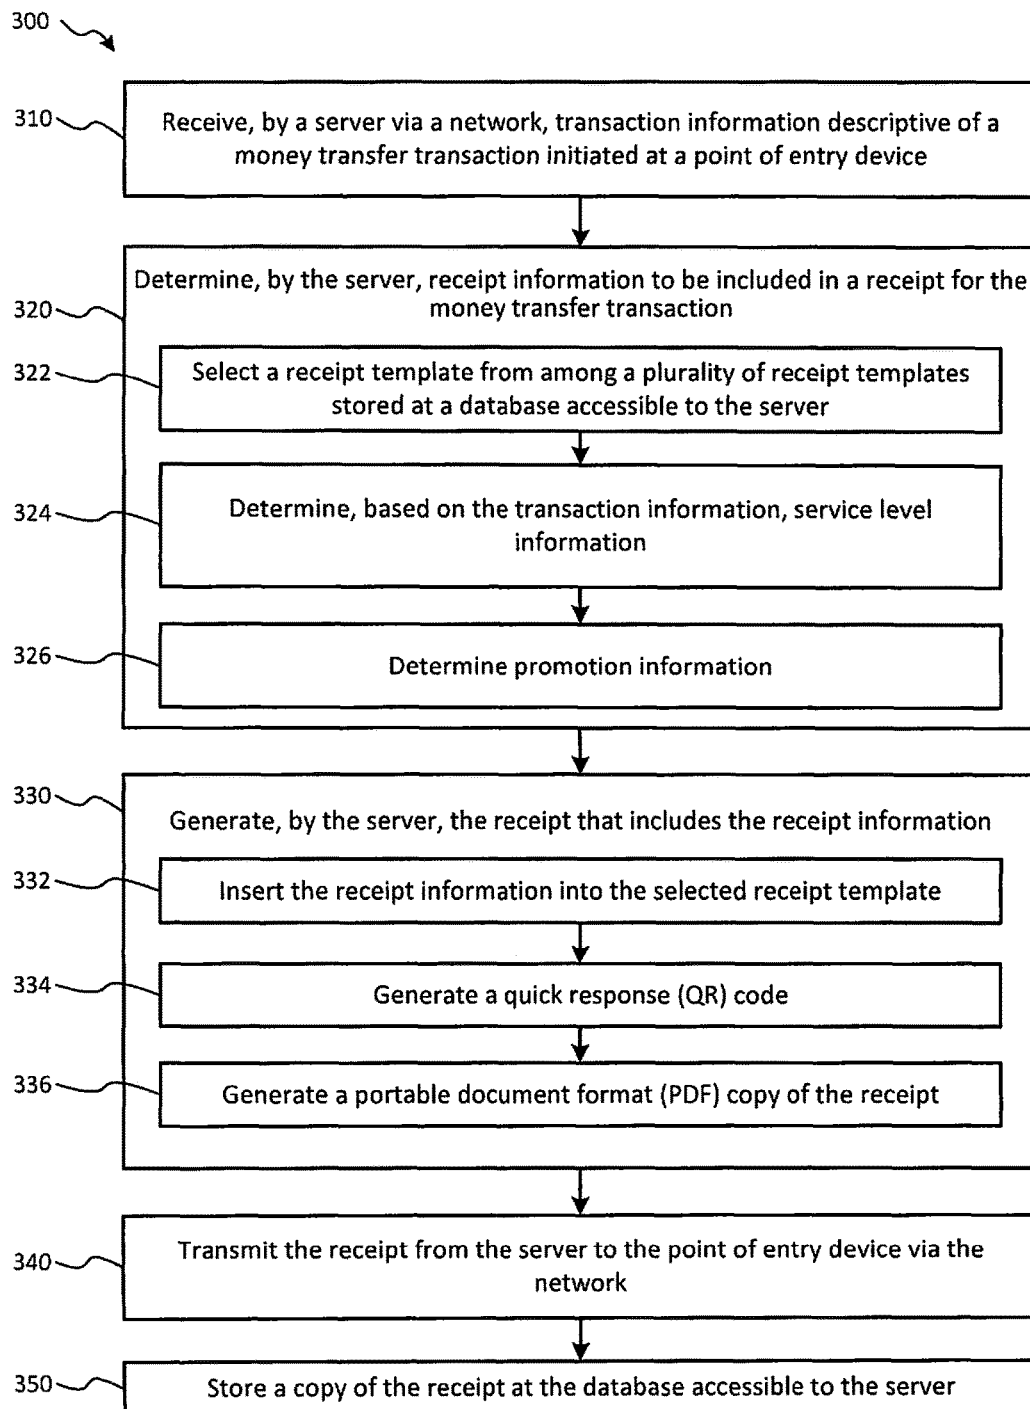 300
310
Receive, by a server via a network, transaction information descriptive of a
money transfer transaction initiated at a point of entry device
320
Determine, by the server, receipt information to be included in a receipt for the
money transfer transaction
322
Select a receipt template from among a plurality of receipt templates
stored at a database accessible to the server
324
Determine, based on the transaction information, service level
information
326
Determine promotion information
330
Generate, by the server, the receipt that includes the receipt information
332
Insert the receipt information into the selected receipt template
334
Generate a quick response (QR) code
336
Generate a portable document format (PDF) copy of the receipt
340
Transmit the receipt from the server to the point of entry device via the
network
350
Store a copy of the receipt at the database accessible to the server